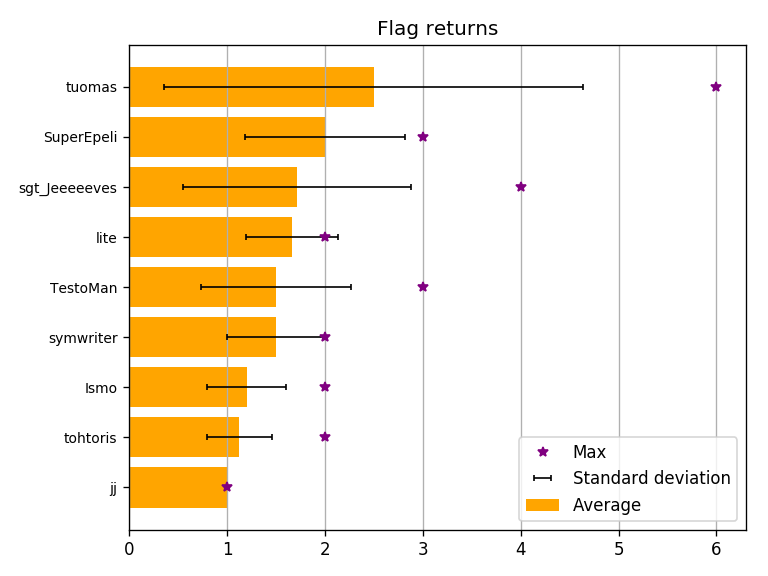 Flag returns
tuomas
SuperEpeli
sgt_Jeeeeeves
lite
TestoMan
symwriter
Ismo
tohtoris
jj
Max
Standard deviation
Average
0 1 2 3 4 5 6